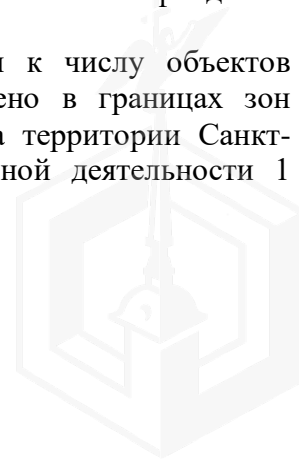 и к числу объектов
ено в границах зон
а территории Санкт-
ной деятельности 1